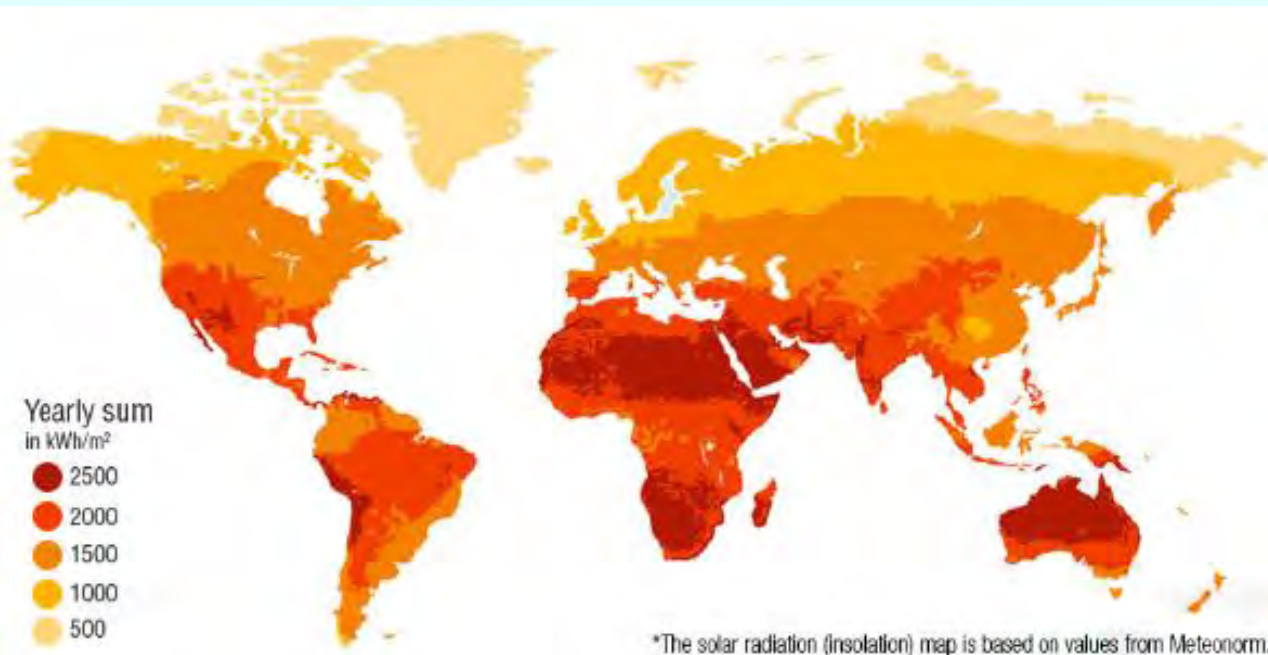 Yearly sum
in kWh/m²
2500
2000
1500
1000
500
*The solar radiation (insolation) map is based on values from Meteonorm.